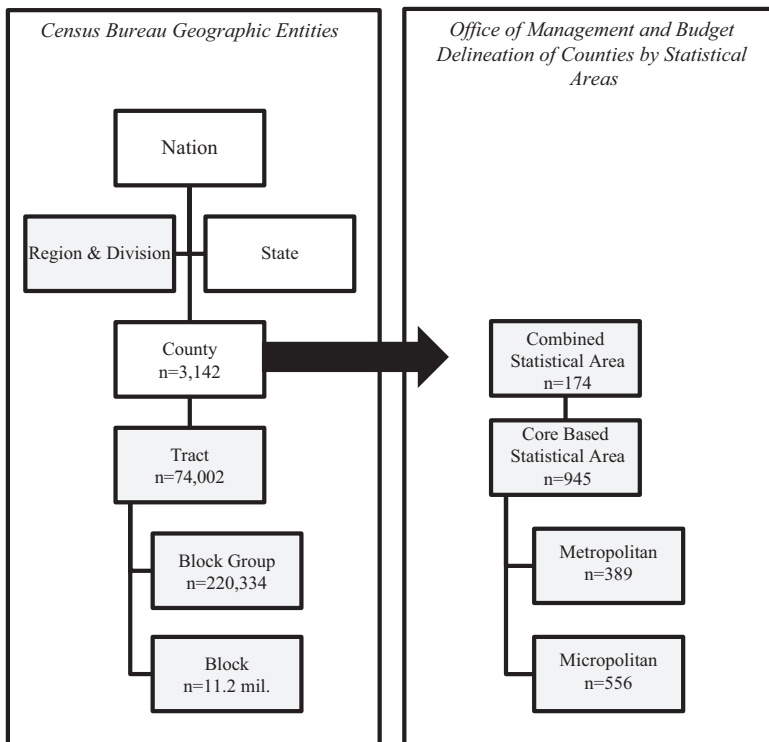 Census Bureau Geographic Entities
Nation
Region & Division
State
County
n=3,142
Tract
n=74,002
Block Group
n=220,334
Block
n=11.2 mil.
Office of Management and Budget
Delineation of Counties by Statistical
Areas
Combined
Statistical Area
n=174
Core Based
Statistical Area
n=945
Metropolitan
n=389
Micropolitan
n=556